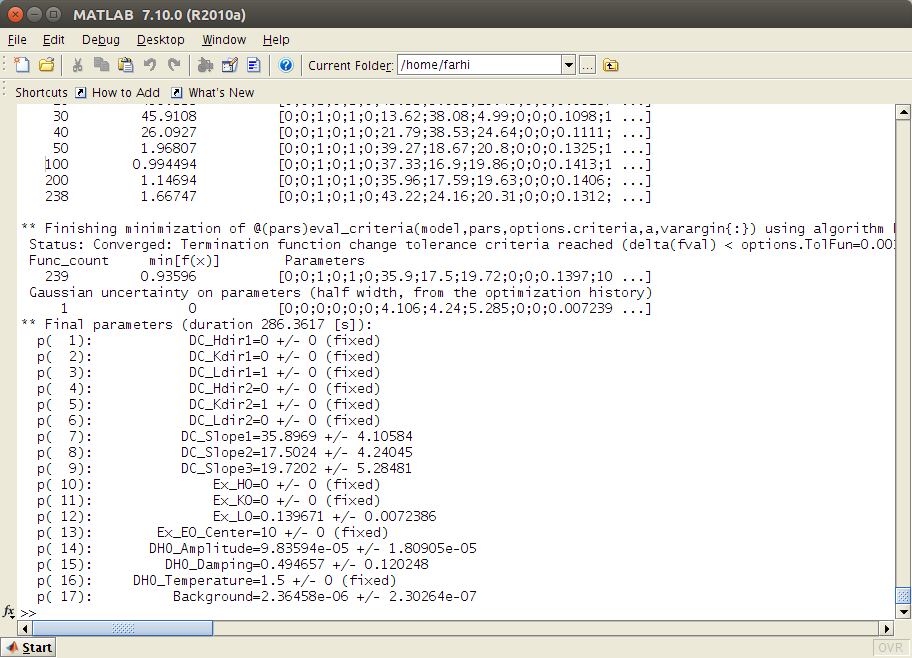 MATLAB 7.10.0 (R2010a)
File Edit Debug Desktop Window Help
Current Folder: /home/farhi ...
Shortcuts How to Add What's New
30 45.9108 [0;0;1;0;1;0;13.62;38.08;4.99;0;0;0.1098;1 ...]
40 26.0927 [0;0;1;0;1;0;21.79;38.53;24.64;0;0;0.1111; ...]
50 1.96807 [0;0;1;0;1;0;39.27;18.67;20.8;0;0;0.1325;1 ...]
100 0.994494 [0;0;1;0;1;0;37.33;16.9;19.86;0;0;0.1413;1 ...]
200 1.14694 [0;0;1;0;1;0;35.96;17.59;19.63;0;0;0.1406; ...]
238 1.66747 [0;0;1;0;1;0;43.22;24.16;20.31;0;0;0.1312; ...]
** Finishing minimization of @(pars)eval_criteria(model,pars,options.criteria,a,varargin{:}) using algorithm
Status: Converged: Termination function change tolerance criteria reached (delta(fval) < options.TolFun=0.00
Func_count min[f(x)] Parameters
239 0.93596 [0;0;1;0;1;0;35.9;17.5;19.72;0;0;0.1397;10 ...]
Gaussian uncertainty on parameters (half width, from the optimization history)
1 0 [0;0;0;0;0;0;4.106;4.24;5.285;0;0;0.007239 ...]
** Final parameters (duration 286.3617 [s]):
p( 1): DC_Hdir1=0 +/- 0 (fixed)
p( 2): DC_Kdir1=0 +/- 0 (fixed)
p( 3): DC_Ldir1=1 +/- 0 (fixed)
p( 4): DC_Hdir2=0 +/- 0 (fixed)
p( 5): DC_Kdir2=1 +/- 0 (fixed)
p( 6): DC_Ldir2=0 +/- 0 (fixed)
p( 7): DC_Slope1=35.8969 +/- 4.10584
p( 8): DC_Slope2=17.5024 +/- 4.24045
p( 9): DC_Slope3=19.7202 +/- 5.28481
p( 10): Ex_H0=0 +/- 0 (fixed)
p( 11): Ex_K0=0 +/- 0 (fixed)
p( 12): Ex_L0=0.139671 +/- 0.0072386
p( 13): Ex_E0_Center=10 +/- 0 (fixed)
p( 14): DHO_Amplitude=9.83594e-05 +/- 1.80905e-05
p( 15): DHO_Damping=0.494657 +/- 0.120248
p( 16): DHO_Temperature=1.5 +/- 0 (fixed)
p( 17): Background=2.36458e-06 +/- 2.30264e-07
fx >>
Start OVR